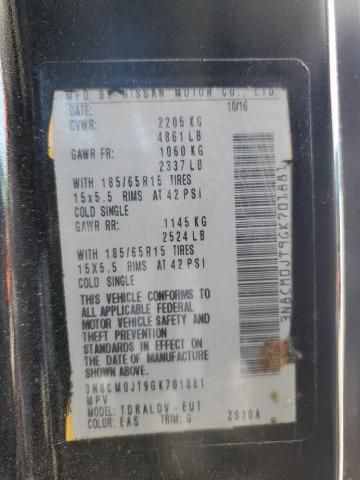 MFD BY NISSAN MOTOR CO., LTD.
DATE: 10/16
GVWR: 2205 KG
4861 LB
GAWR FR: 1060 KG
2337 LB
WITH 185/65R15 TIRES
15x5.5 RIMS AT 42 PSI
COLD SINGLE
GAWR RR: 1145 KG
2524 LB
WITH 185/65R15 TIRES
15X5.5 RIMS AT 42 PSI
COLD SINGLE
THIS VEHICLE CONFORMS TO
ALL APPLICABLE FEDERAL
MOTOR VEHICLE SAFETY AND
THEFT PREVENTION
STANDARDS IN EFFECT ON
THE DATE OF MANUFACTURE
SHOWN ABOVE.
3N8CM0JT9GK701881
MPV
MODEL: TDRALDV-EUT
COLOR: EAS TRIM: G ZS30A
3N8CM0JT9GK701881